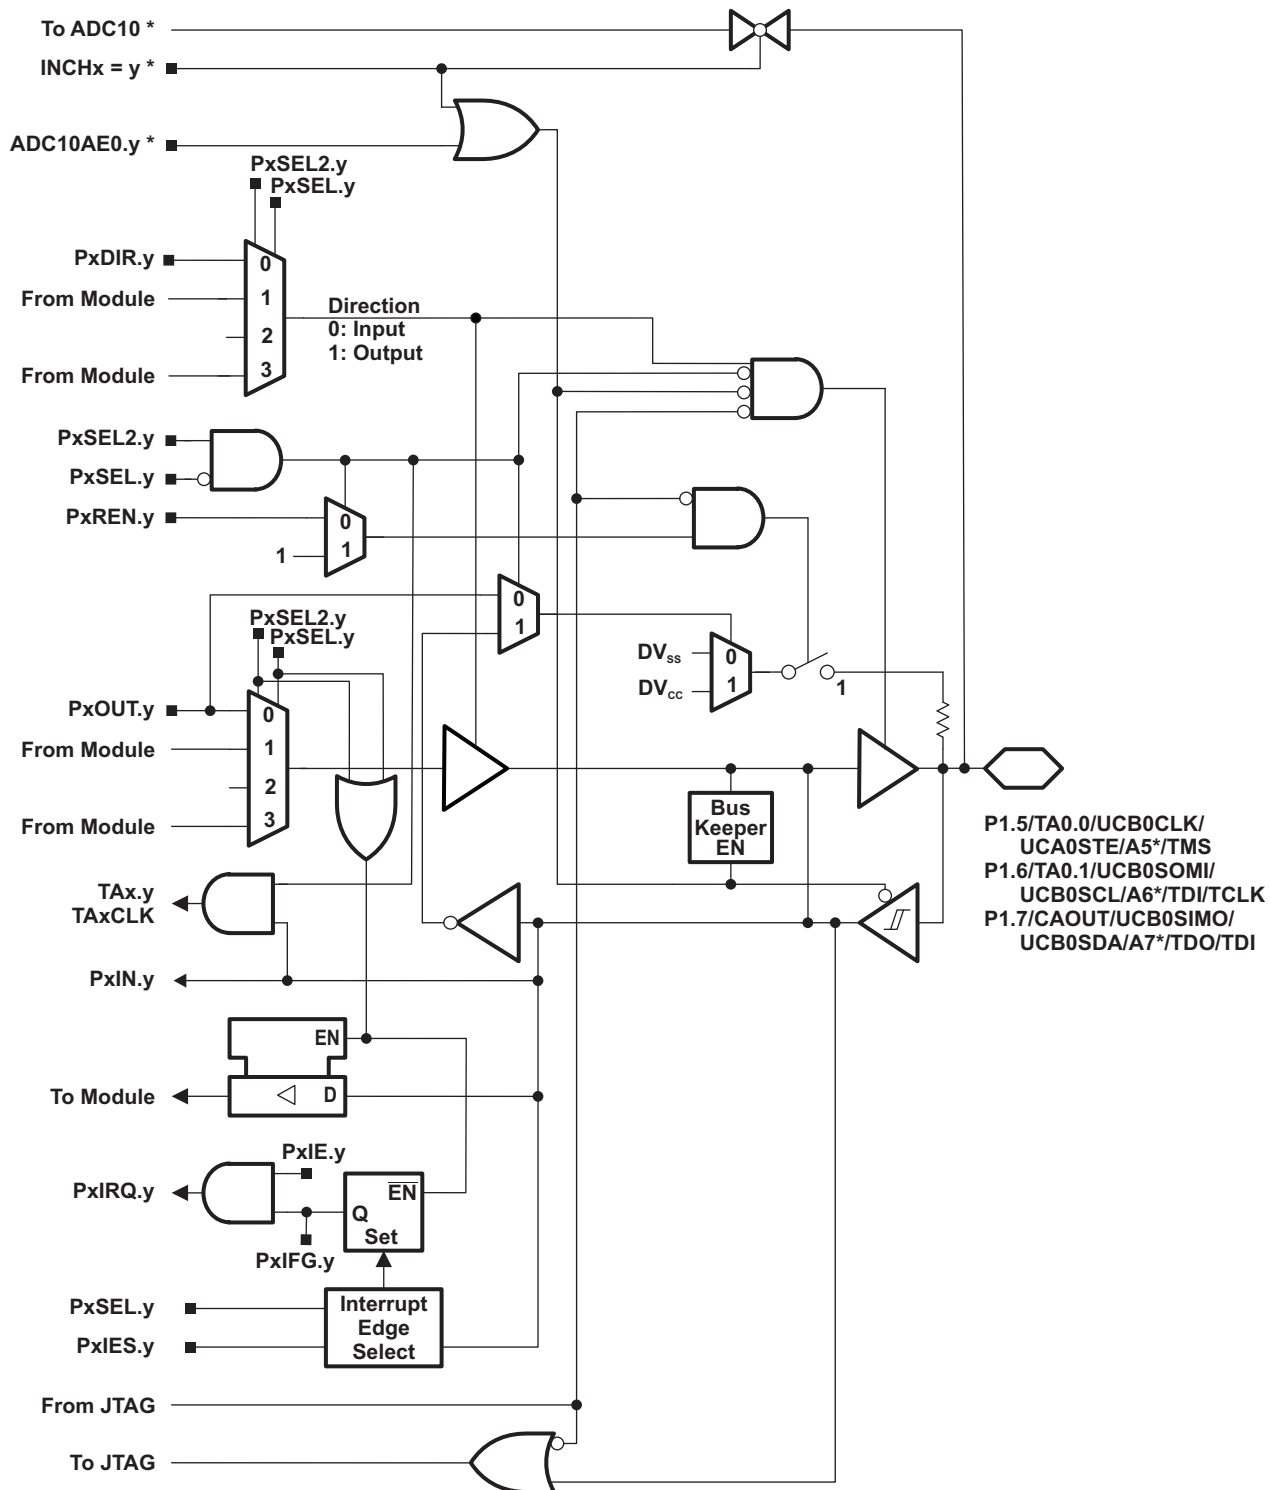 To ADC10 *
INCHx = y *
ADC10AE0.y *
PxSEL2.y
PxSEL.y
PxDIR.y
0
From Module
1
2
From Module
3
Direction
0: Input
1: Output
PxSEL2.y
PxSEL.y
PxREN.y
0
1
1
0
1
PxSEL2.y
PxSEL.y
DVSS
0
DVCC
1
1
PxOUT.y
0
From Module
1
2
From Module
3
Bus
Keeper
EN
P1.5/TA0.0/UCB0CLK/
UCA0STE/A5*/TMS
P1.6/TA0.1/UCB0SOMI/
UCB0SCL/A6*/TDI/TCLK
P1.7/CAOUT/UCB0SIMO/
UCB0SDA/A7*/TDO/TDI
TAx.y
TAxCLK
PxIN.y
EN
To Module
D
PxIE.y
PxIRQ.y
EN
Q
Set
PxIFG.y
PxSEL.y
PxIES.y
Interrupt
Edge
Select
From JTAG
To JTAG